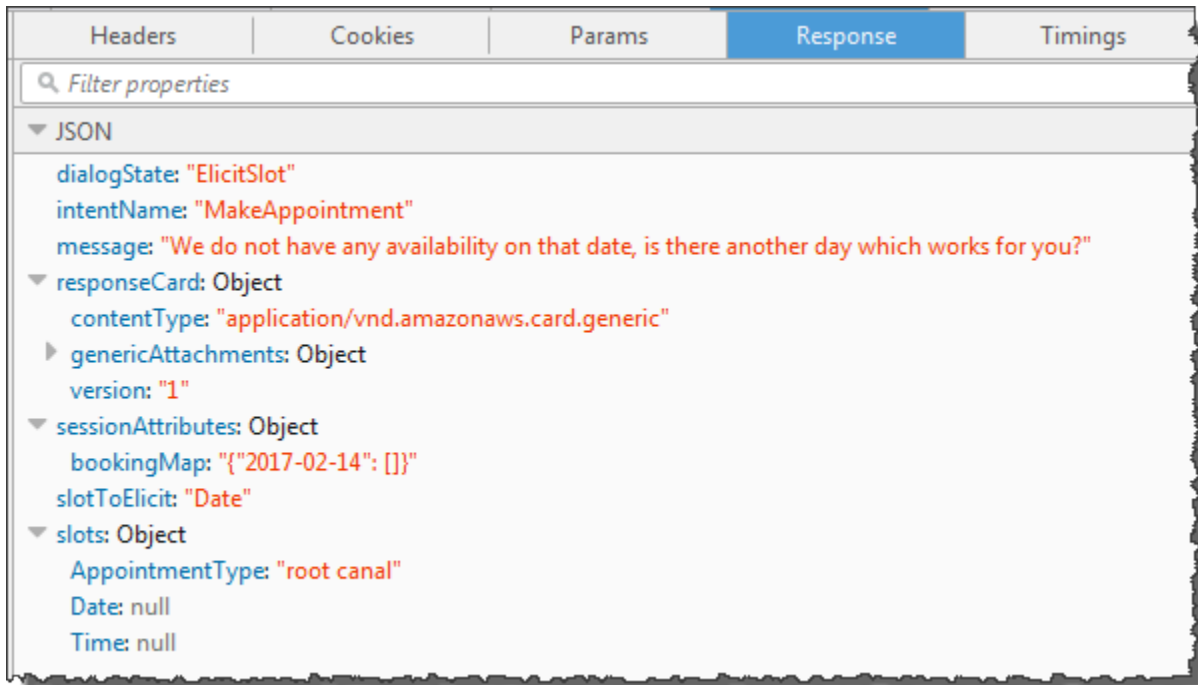 Headers Cookies Params Response Timings
Filter properties
JSON
dialogState: "ElicitSlot"
intentName: "MakeAppointment"
message: "We do not have any availability on that date, is there another day which works for you?"
responseCard: Object
contentType: "application/vnd.amazonaws.card.generic"
genericAttachments: Object
version: "1"
sessionAttributes: Object
bookingMap: "{"2017-02-14": []}"
slotToElicit: "Date"
slots: Object
AppointmentType: "root canal"
Date: null
Time: null